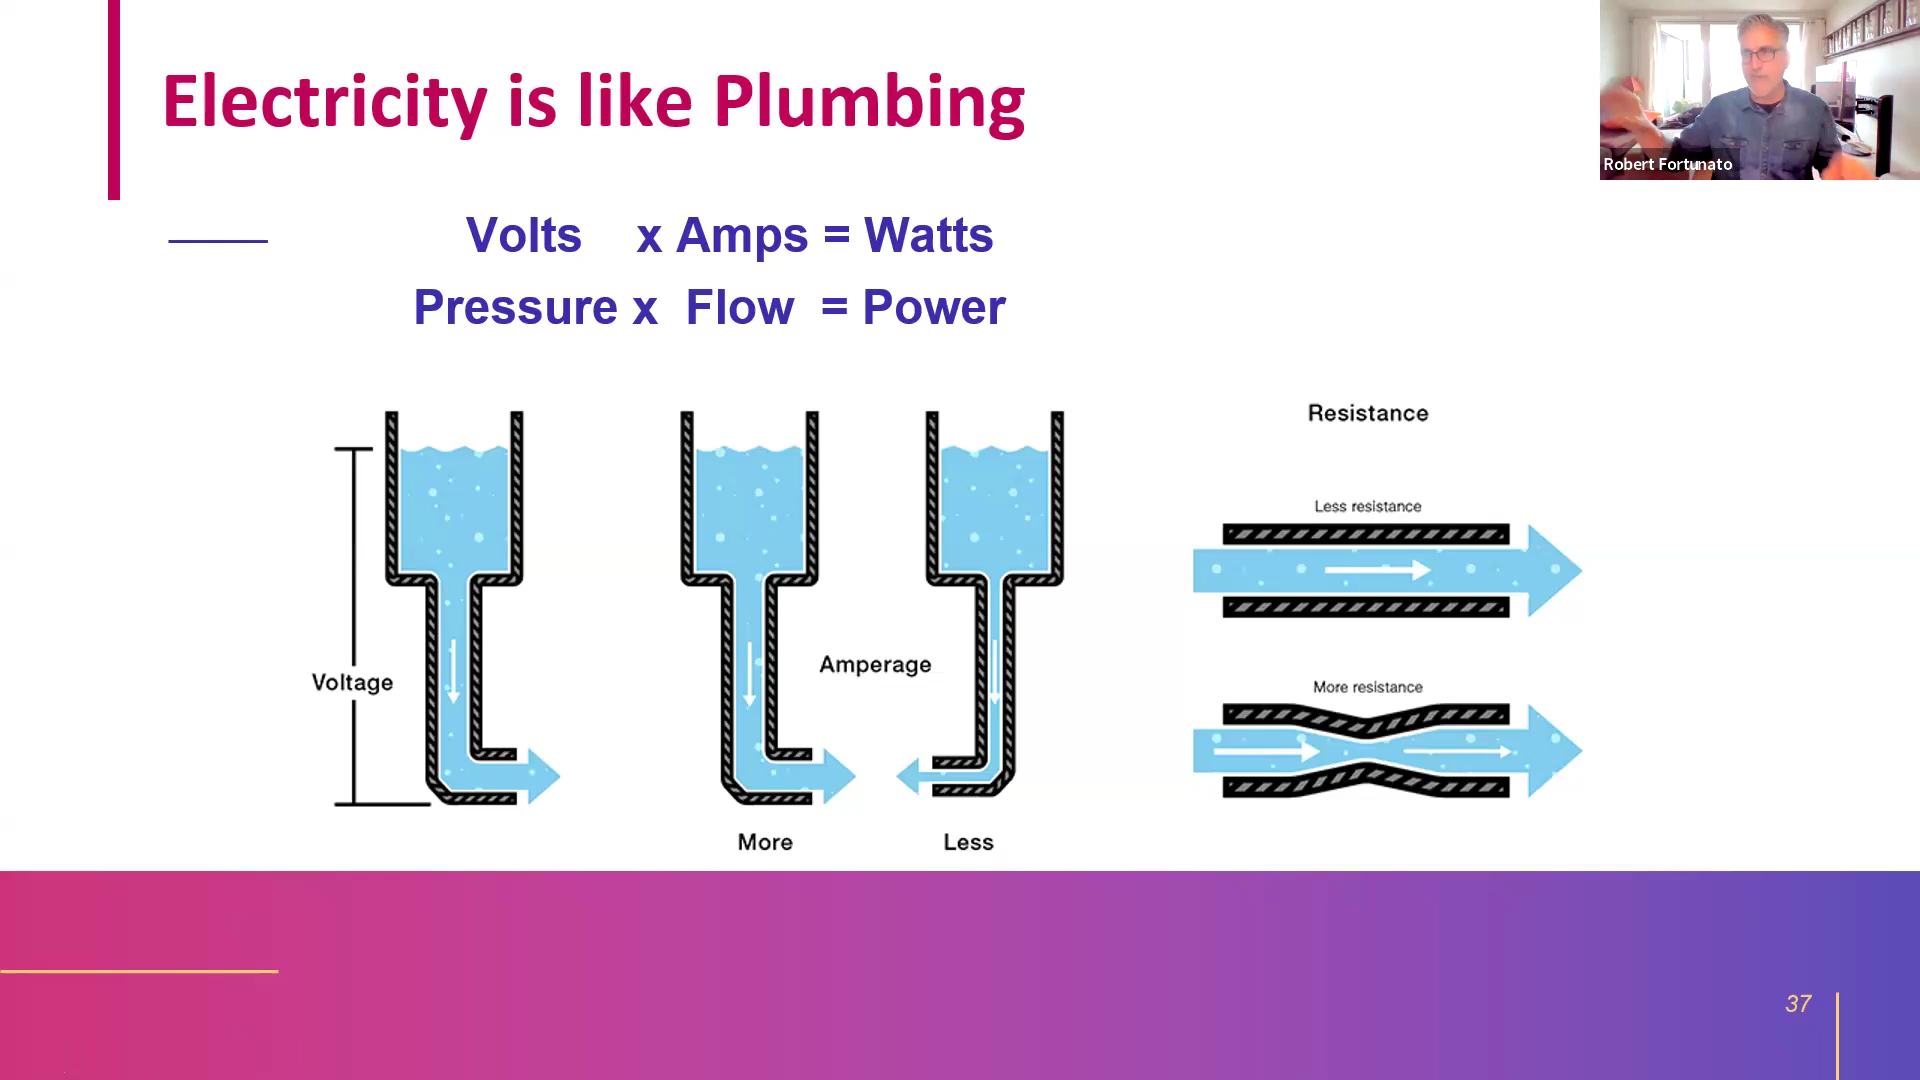 Electricity is like Plumbing
Robert Fortunato
Volts x Amps = Watts
Pressure x Flow = Power
Resistance
Less resistance
Voltage
Amperage
More resistance
More
Less
37